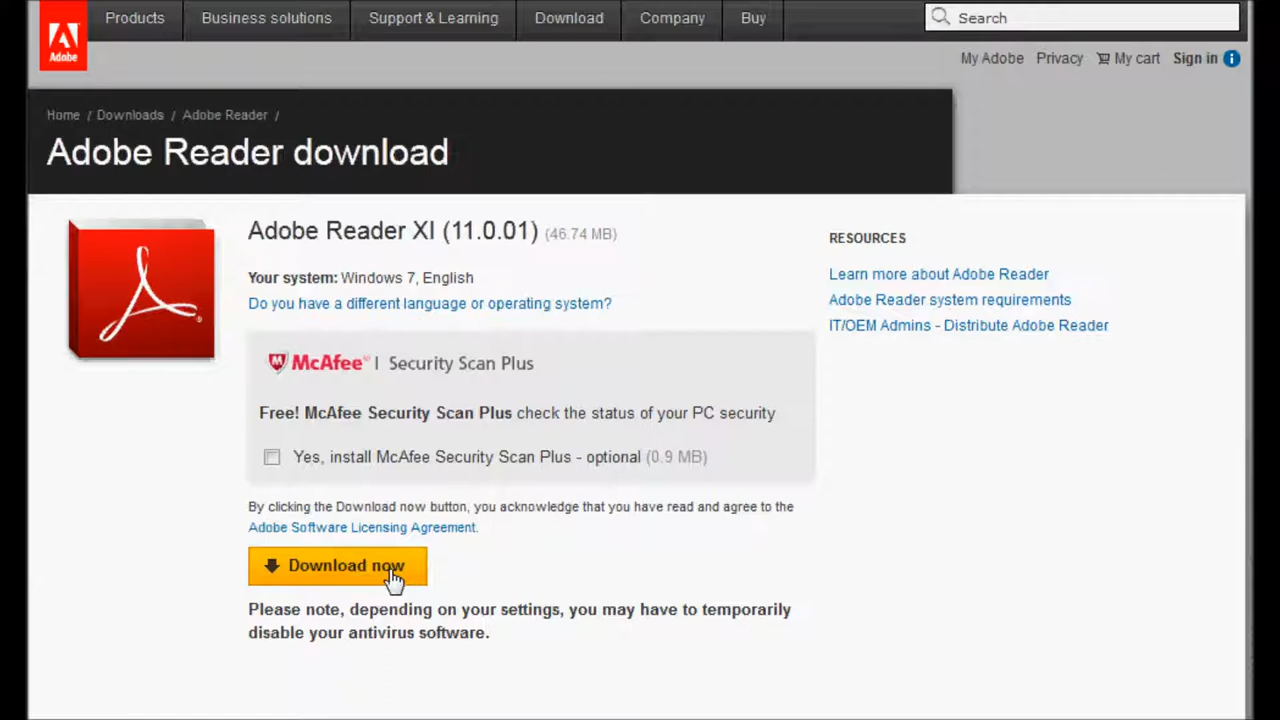 Products
Business solutions
Support & Learning
Download
Company
Buy
Search
Adobe
My Adobe
Privacy
My cart
Sign in i
Home / Downloads / Adobe Reader /
Adobe Reader download
Adobe Reader XI (11.0.01) (46.74 MB)
Your system: Windows 7, English
Do you have a different language or operating system?
McAfee® | Security Scan Plus
Free! McAfee Security Scan Plus check the status of your PC security
Yes, install McAfee Security Scan Plus - optional (0.9 MB)
By clicking the Download now button, you acknowledge that you have read and agree to the
Adobe Software Licensing Agreement.
Download now
Please note, depending on your settings, you may have to temporarily
disable your antivirus software.
RESOURCES
Learn more about Adobe Reader
Adobe Reader system requirements
IT/OEM Admins - Distribute Adobe Reader